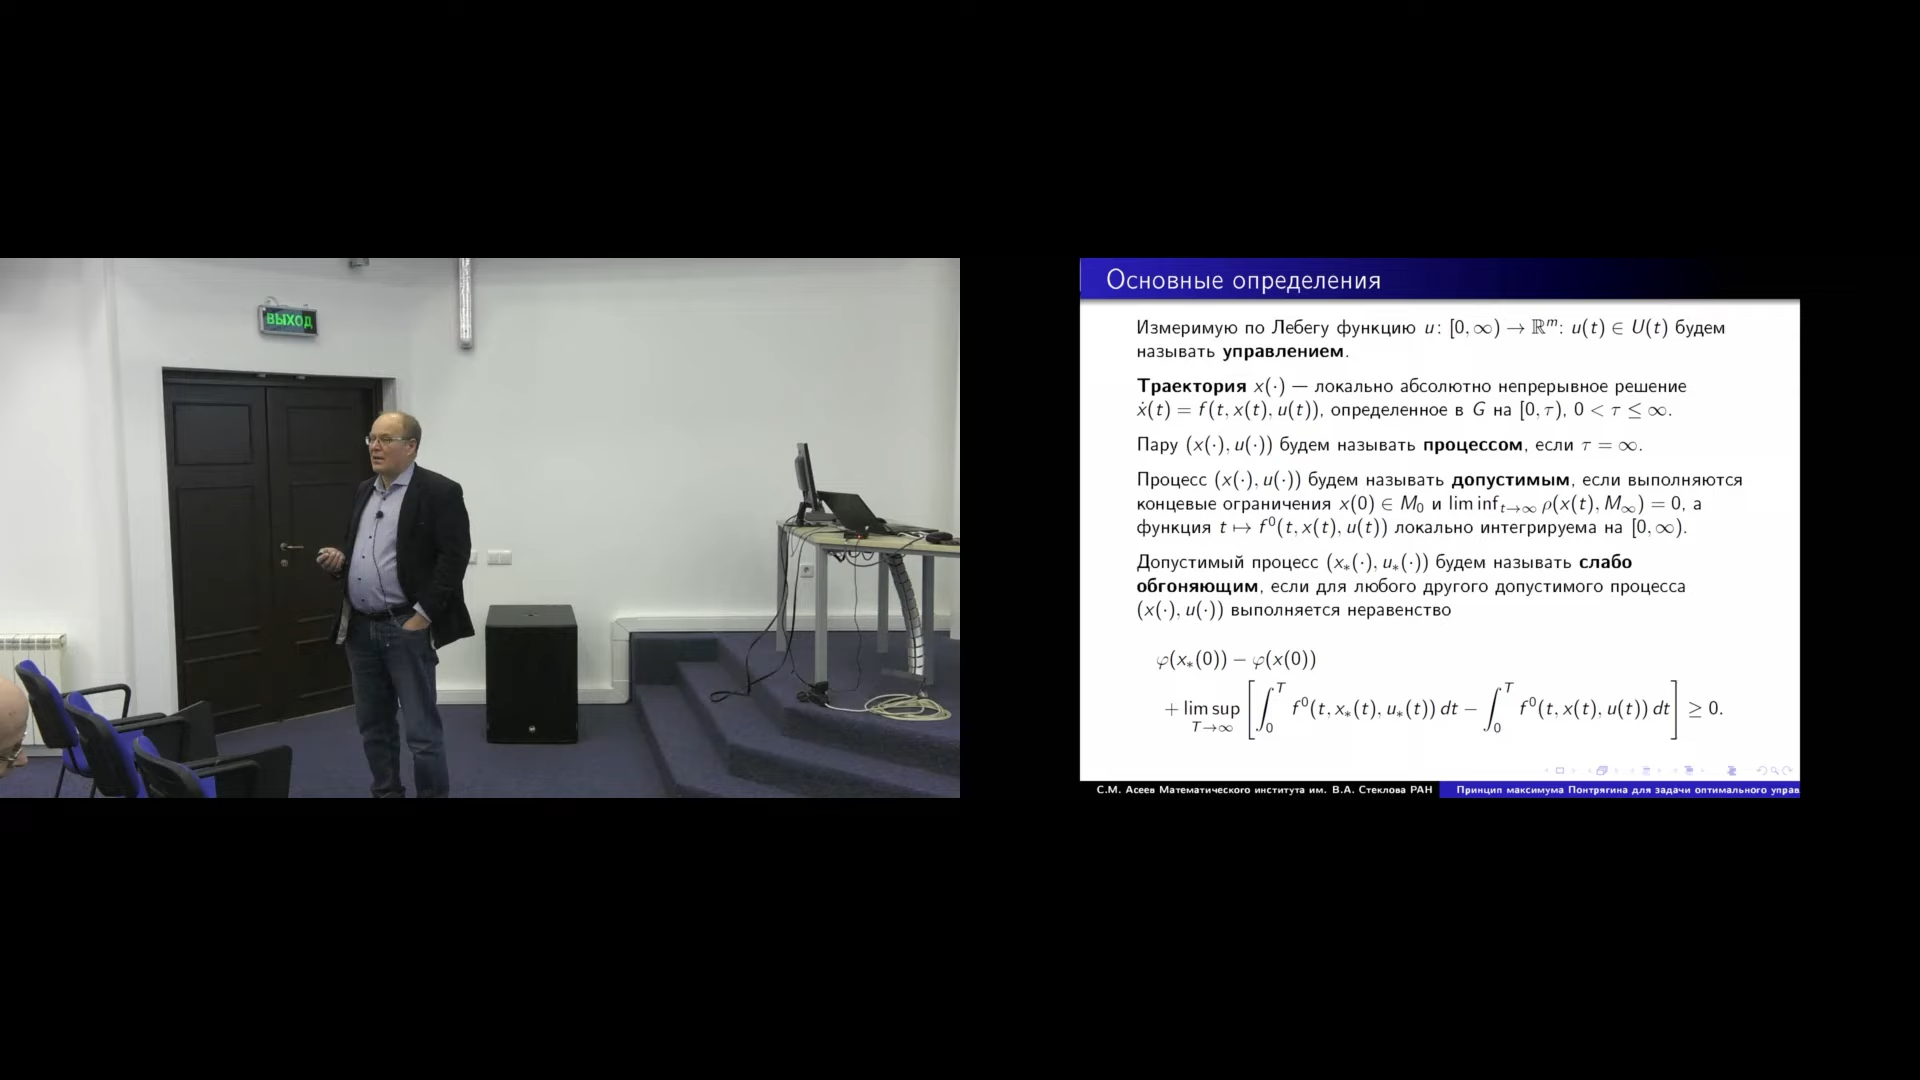 ВЫХОД
Основные определения
Измеримую по Лебегу функцию u: [0, ∞) → ℝᵐ: u(t) ∈ U(t) будем
называть управлением.
Траектория x(·) — локально абсолютно непрерывное решение
ẋ(t) = f(t, x(t), u(t)), определенное в G на [0, τ), 0 < τ ≤ ∞.
Пару (x(·), u(·)) будем называть процессом, если τ = ∞.
Процесс (x(·), u(·)) будем называть допустимым, если выполняются
концевые ограничения x(0) ∈ M₀ и lim inf_{t→∞} ρ(x(t), M_∞) = 0, а
функция t ↦ f⁰(t, x(t), u(t)) локально интегрируема на [0, ∞).
Допустимый процесс (x_*(·), u_*(·)) будем называть слабо
обгоняющим, если для любого другого допустимого процесса
(x(·), u(·)) выполняется неравенство
φ(x_*(0)) − φ(x(0))
+ lim sup_{T→∞} [∫₀ᵀ f⁰(t, x_*(t), u_*(t)) dt − ∫₀ᵀ f⁰(t, x(t), u(t)) dt] ≥ 0.
С.М. Асеев Математического института им. В.А. Стеклова РАН
Принцип максимума Понтрягина для задачи оптимального управ